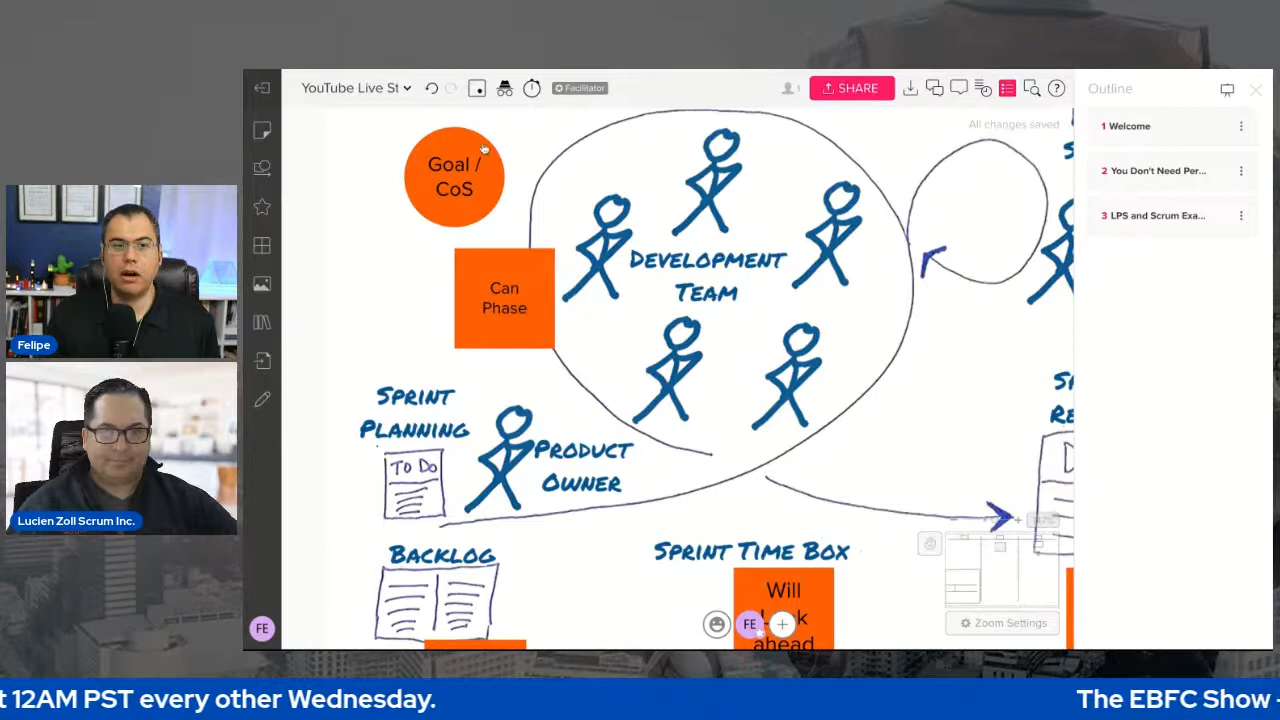 YouTube Live St
Facilitator
1
SHARE
?
Outline
All changes saved
1 Welcome
2 You Don't Need Per...
3 LPS and Scrum Exa...
Goal /
CoS
DEVELOPMENT
TEAM
Can
Phase
SPRINT
PLANNING
TO DO
PRODUCT
OWNER
BACKLOG
SPRINT TIME BOX
Will
ahead
Zoom Settings
FE
FE
Felipe
Lucien Zoll Scrum Inc.
t 12AM PST every other Wednesday.
The EBFC Show -